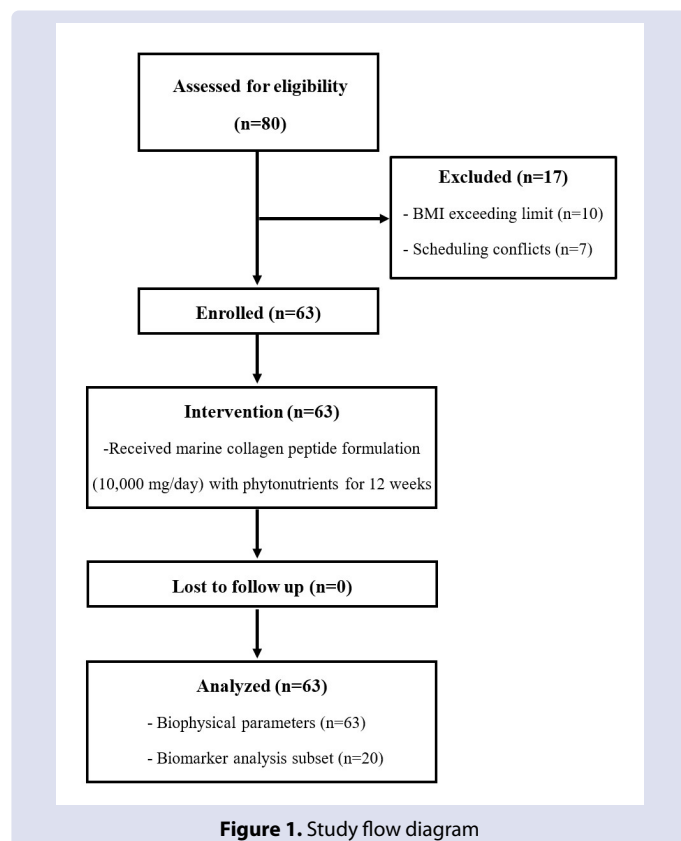 Assessed for eligibility
(n=80)
Excluded (n=17)
- BMI exceeding limit (n=10)
- Scheduling conflicts (n=7)
Enrolled (n=63)
Intervention (n=63)
-Received marine collagen peptide formulation
(10,000 mg/day) with phytonutrients for 12 weeks
Lost to follow up (n=0)
Analyzed (n=63)
- Biophysical parameters (n=63)
- Biomarker analysis subset (n=20)
Figure 1. Study flow diagram